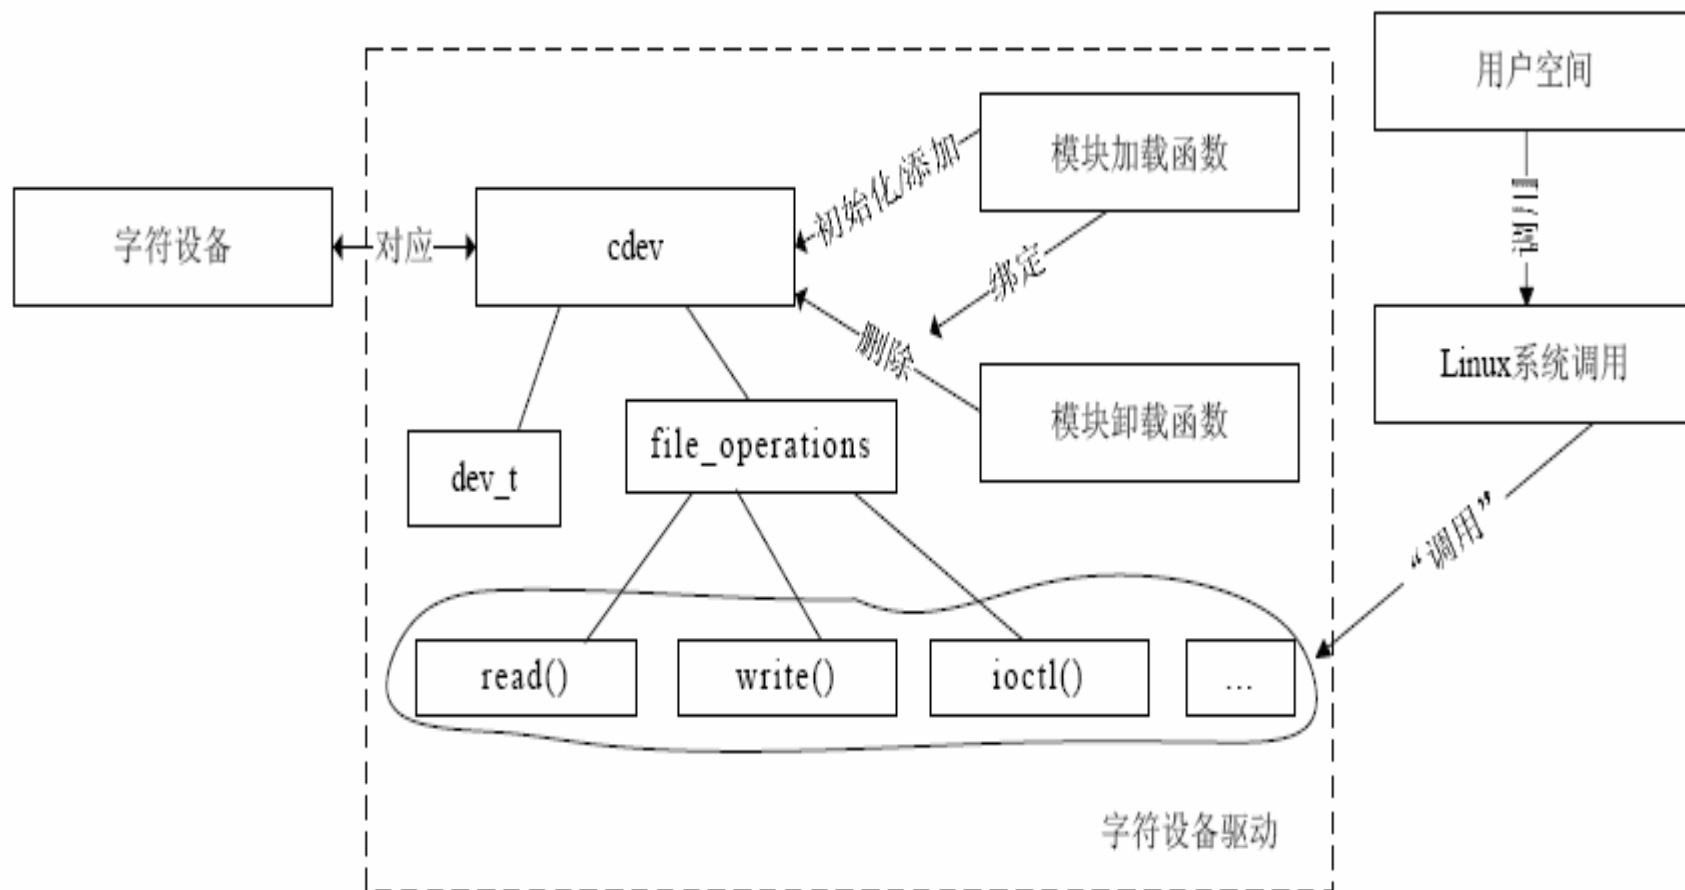 用户空间
模块加载函数
初始化/添加
调用
字符设备
对应
cdev
绑定
删除
Linux系统调用
模块卸载函数
file_operations
dev_t
“调用”
read()
write()
ioctl()
...
字符设备驱动